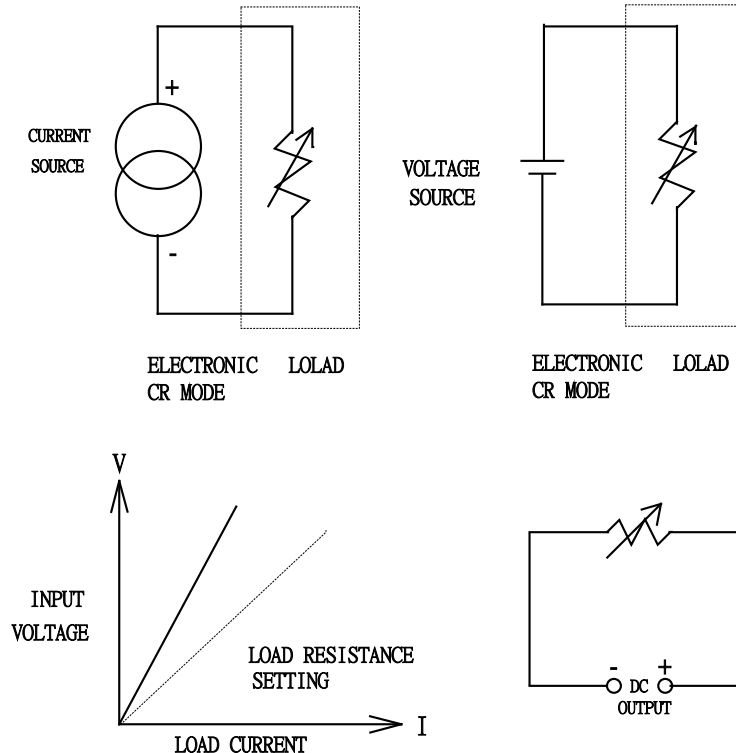 +
CURRENT
SOURCE
-
ELECTRONIC LOLAD
CR MODE
VOLTAGE
SOURCE
ELECTRONIC LOLAD
CR MODE
V
INPUT
VOLTAGE
LOAD RESISTANCE
SETTING
I
LOAD CURRENT
- +
DC
OUTPUT